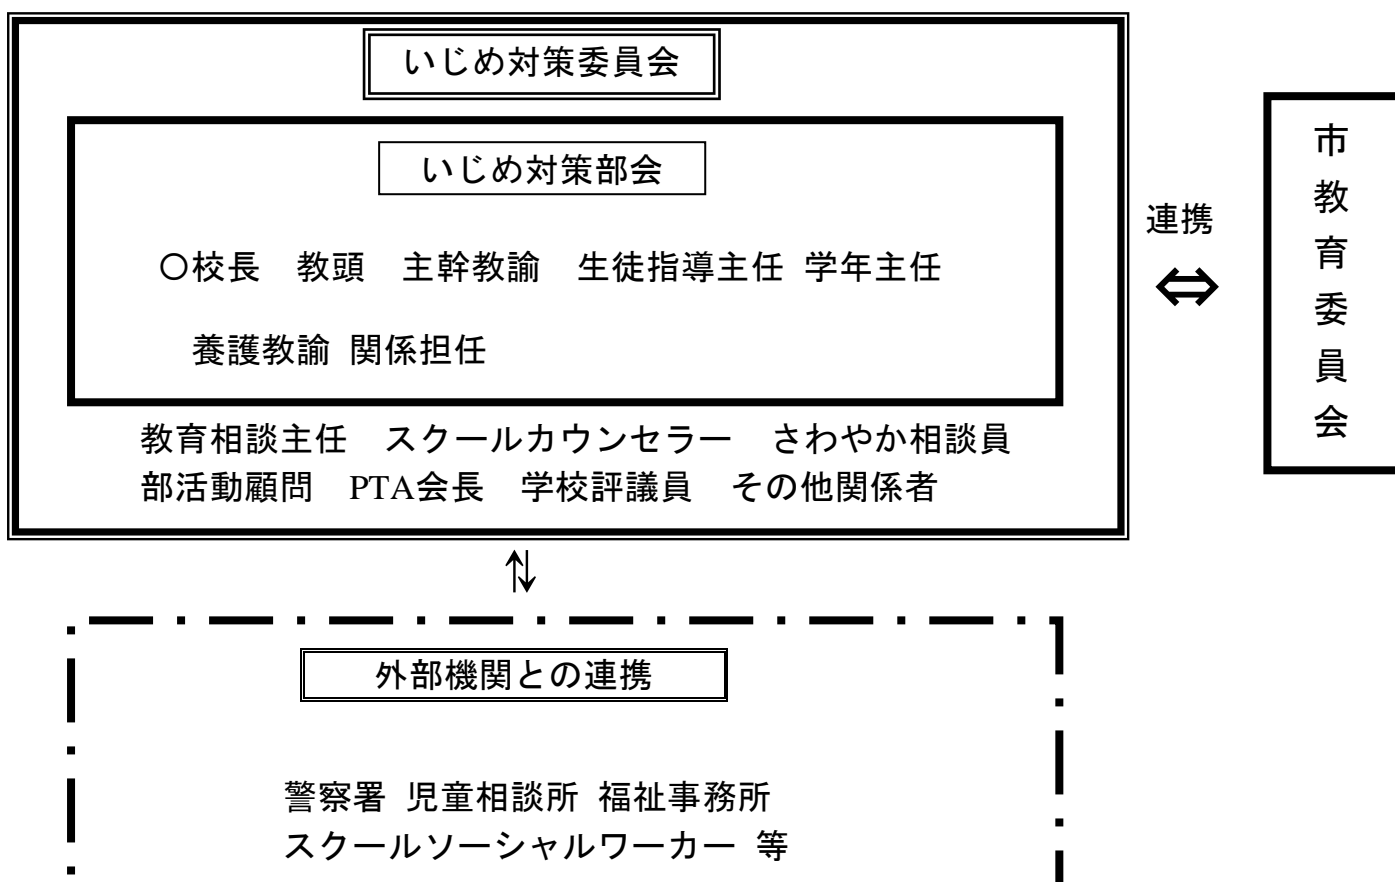 いじめ対策委員会
いじめ対策部会
〇校長　教頭　主幹教諭　生徒指導主任 学年主任
養護教諭 関係担任
教育相談主任　スクールカウンセラー　さわやか相談員
部活動顧問　PTA会長　学校評議員　その他関係者
連携
⇔
市教育委員会
⇅
外部機関との連携
警察署 児童相談所 福祉事務所
スクールソーシャルワーカー 等